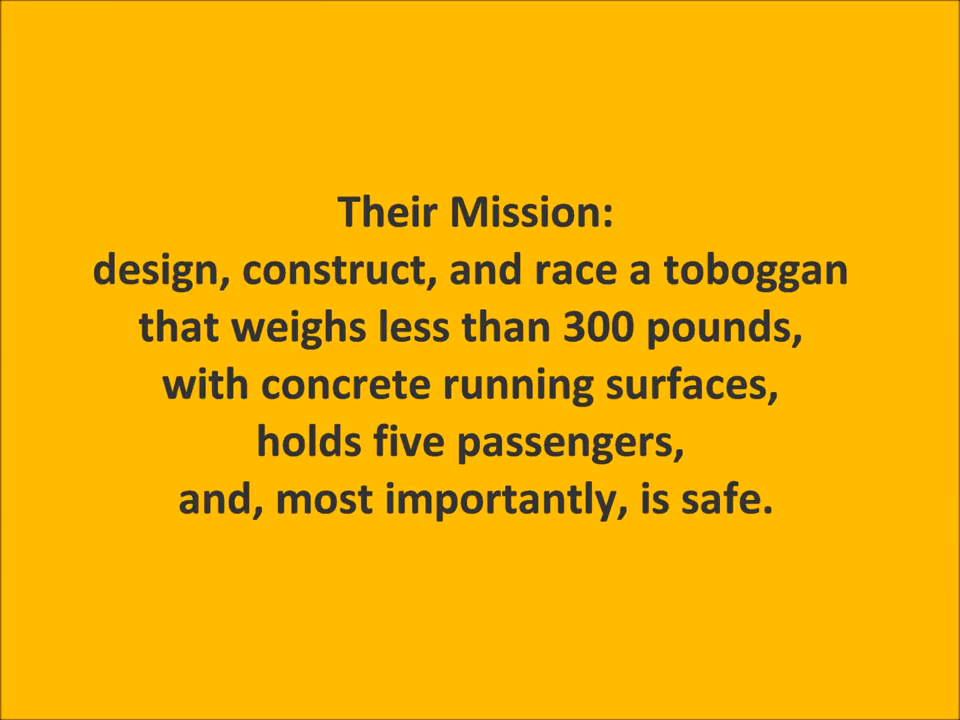 Their Mission:
design, construct, and race a toboggan
that weighs less than 300 pounds,
with concrete running surfaces,
holds five passengers,
and, most importantly, is safe.